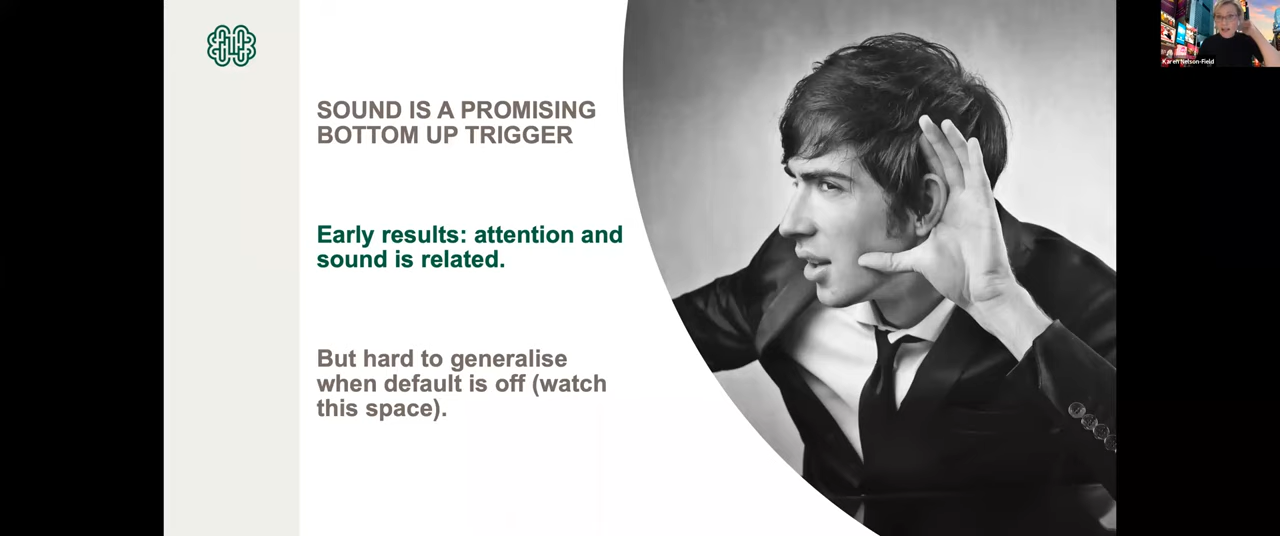 SOUND IS A PROMISING
BOTTOM UP TRIGGER
Early results: attention and
sound is related.
But hard to generalise
when default is off (watch
this space).
Karen Nelson-Field